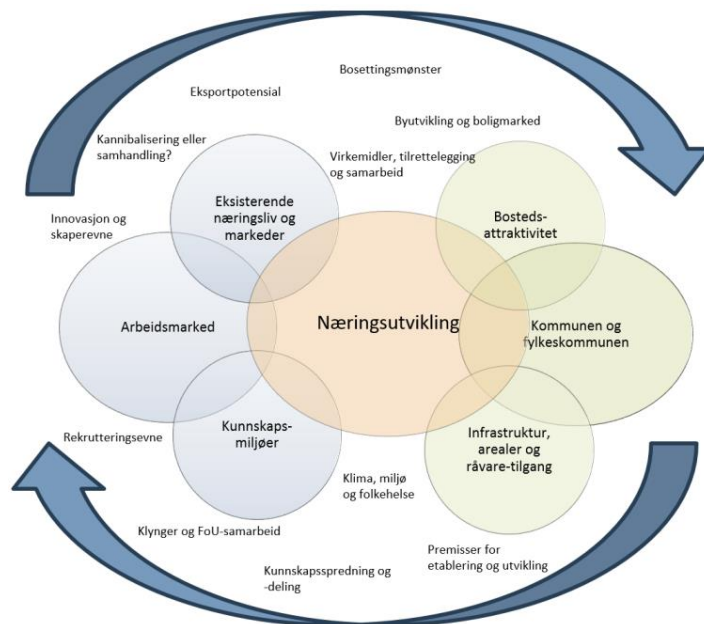 Bosettingsmønster
Eksportpotensial
Byutvikling og boligmarked
Kannibalisering eller
samhandling?
Virkemidler, tilrettelegging
og samarbeid
Eksisterende
næringsliv og
markeder
Bosteds-
attraktivitet
Innovasjon og
skaperevne
Arbeidsmarked
Næringsutvikling
Kommunen og
fylkeskommunen
Kunnskaps-
miljøer
Infrastruktur,
arealer og
råvare-tilgang
Rekrutteringsevne
Klima, miljø
og folkehelse
Klynger og FoU-samarbeid
Premisser for
etablering og utvikling
Kunnskapsspredning og
-deling